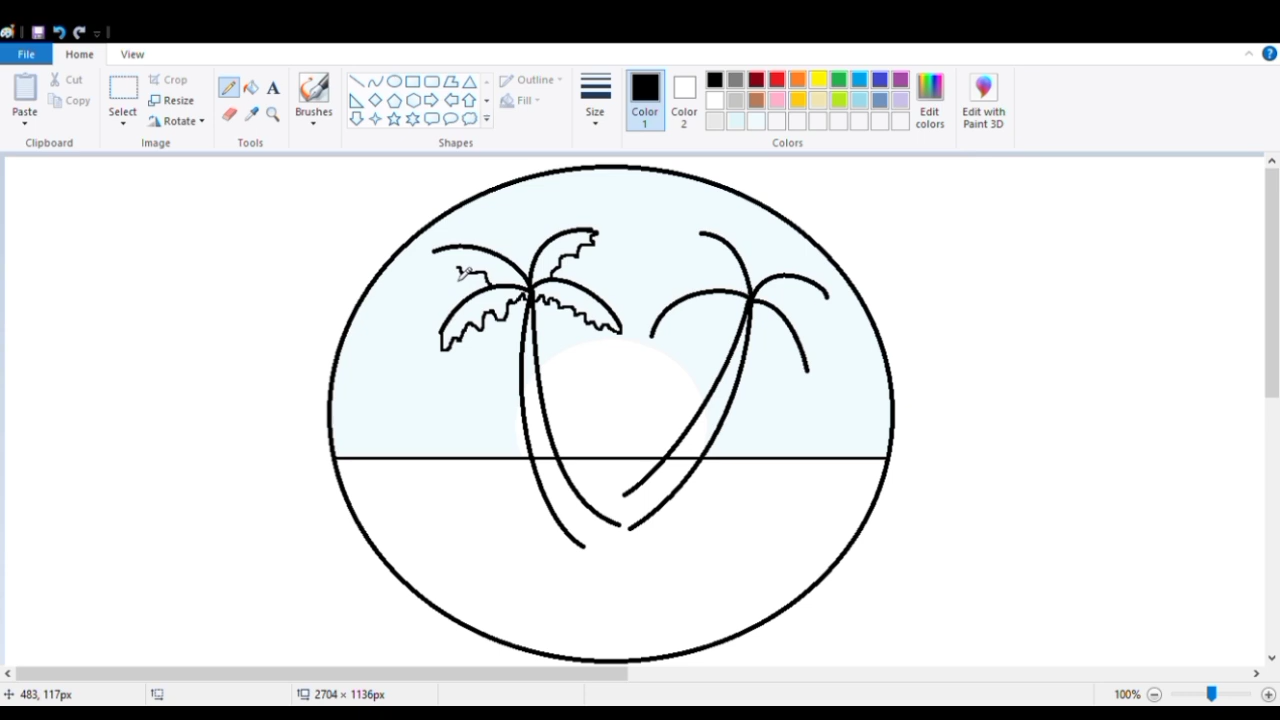 File Home View
Paste Cut Copy
Clipboard
Select Crop Resize Rotate
Image
A
Tools
Brushes
Outline Fill
Shapes
Size
Color 1
Color 2
Edit colors
Edit with Paint 3D
Colors
483, 117px
2704 × 1136px
100%